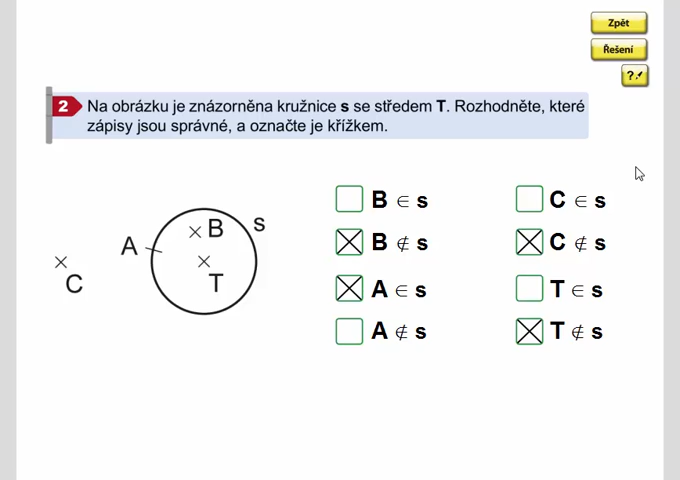 Zpět
Řešení
?
2 Na obrázku je znázorněna kružnice s se středem T. Rozhodněte, které
zápisy jsou správné, a označte je křížkem.
B ∈ s
C ∈ s
B ∉ s
C ∉ s
A ∈ s
T ∈ s
A ∉ s
T ∉ s
B
s
A
T
C